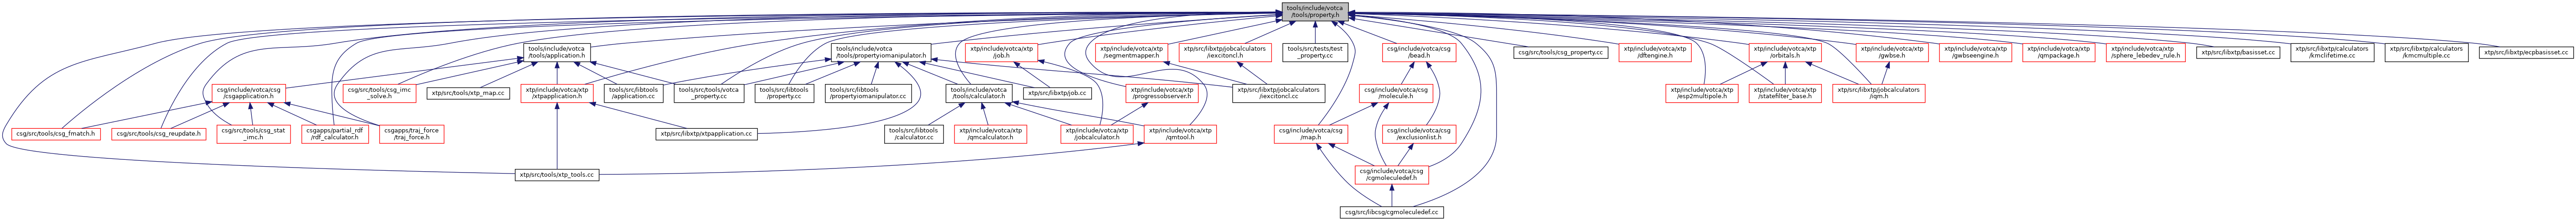 tools/include/votca
/tools/property.h
tools/include/votca
/tools/application.h
tools/include/votca
/tools/propertyiomanipulator.h
xtp/include/votca/xtp
/job.h
xtp/include/votca/xtp
/segmentmapper.h
xtp/src/libxtp/jobcalculators
/iexcitoncl.h
tools/src/tests/test
_property.cc
csg/include/votca/csg
/bead.h
csg/src/tools/csg_property.cc
xtp/include/votca/xtp
/dftengine.h
xtp/include/votca/xtp
/orbitals.h
xtp/include/votca/xtp
/gwbse.h
xtp/include/votca/xtp
/gwbseengine.h
xtp/include/votca/xtp
/qmpackage.h
xtp/include/votca/xtp
/sphere_lebedev_rule.h
xtp/src/libxtp/basisset.cc
xtp/src/libxtp/calculators
/kmclifetime.cc
xtp/src/libxtp/calculators
/kmcmultiple.cc
xtp/src/libxtp/ecpbasisset.cc
csg/include/votca/csg
/csgapplication.h
csg/src/tools/csg_imc
_solve.h
xtp/src/tools/xtp_map.cc
xtp/include/votca/xtp
/xtpapplication.h
tools/src/libtools
/application.cc
tools/src/tools/votca
_property.cc
tools/src/libtools
/property.cc
tools/src/libtools
/propertyiomanipulator.cc
tools/include/votca
/tools/calculator.h
xtp/src/libxtp/job.cc
xtp/include/votca/xtp
/progressobserver.h
xtp/src/libxtp/jobcalculators
/iexcitoncl.cc
csg/include/votca/csg
/molecule.h
xtp/include/votca/xtp
/esp2multipole.h
xtp/include/votca/xtp
/statefilter_base.h
xtp/src/libxtp/jobcalculators
/iqm.h
csg/src/tools/csg_fmatch.h
csg/src/tools/csg_reupdate.h
csg/src/tools/csg_stat
_imc.h
csgapps/partial_rdf
/rdf_calculator.h
csgapps/traj_force
/traj_force.h
xtp/src/libxtp/xtpapplication.cc
tools/src/libtools
/calculator.cc
xtp/include/votca/xtp
/qmcalculator.h
xtp/include/votca/xtp
/jobcalculator.h
xtp/include/votca/xtp
/qmtool.h
csg/include/votca/csg
/map.h
csg/include/votca/csg
/exclusionlist.h
xtp/src/tools/xtp_tools.cc
csg/include/votca/csg
/cgmoleculedef.h
csg/src/libcsg/cgmoleculedef.cc